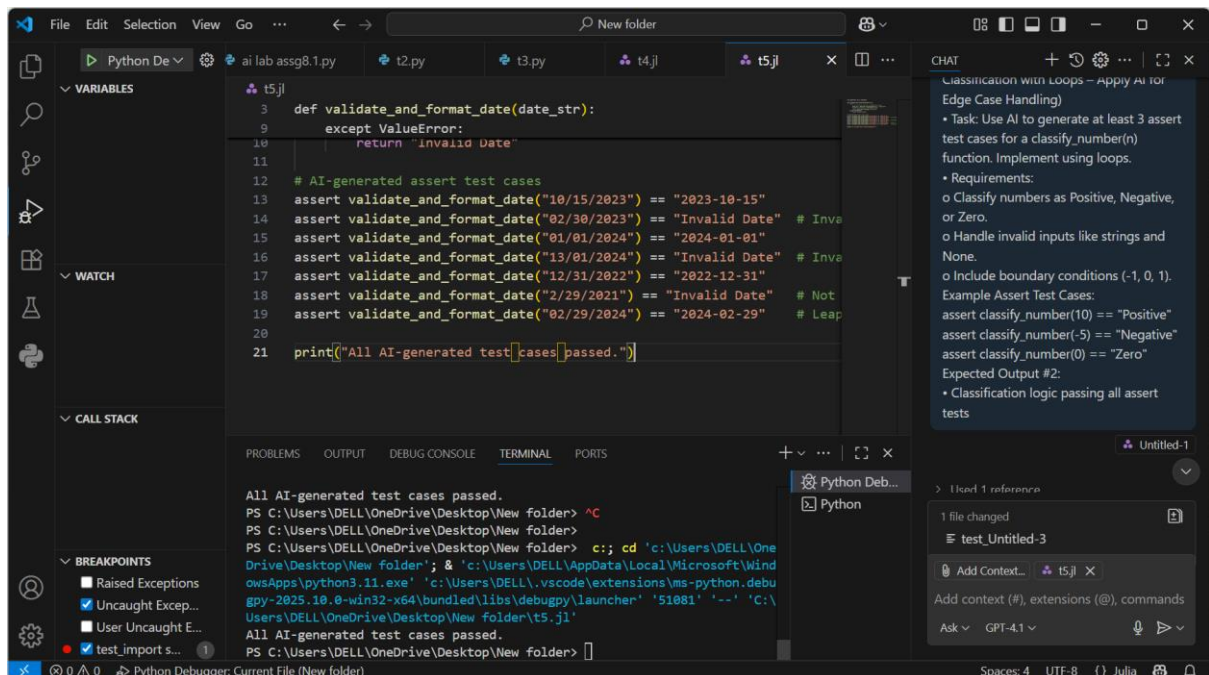 File Edit Selection View Go ··· New folder
Python De ai lab assg8.1.py t2.py t3.py t4.jl t5.jl
VARIABLES
WATCH
CALL STACK
BREAKPOINTS
Raised Exceptions
Uncaught Excep...
User Uncaught E...
test_import s... 1
t5.jl
3 def validate_and_format_date(date_str):
9 except ValueError:
10 return "Invalid Date"
11
12 # AI-generated assert test cases
13 assert validate_and_format_date("10/15/2023") == "2023-10-15"
14 assert validate_and_format_date("02/30/2023") == "Invalid Date" # Inva
15 assert validate_and_format_date("01/01/2024") == "2024-01-01"
16 assert validate_and_format_date("13/01/2024") == "Invalid Date" # Inva
17 assert validate_and_format_date("12/31/2022") == "2022-12-31"
18 assert validate_and_format_date("2/29/2021") == "Invalid Date" # Not
19 assert validate_and_format_date("02/29/2024") == "2024-02-29" # Leap
20
21 print("All AI-generated test cases passed.")
PROBLEMS OUTPUT DEBUG CONSOLE TERMINAL PORTS
All AI-generated test cases passed.
PS C:\Users\DELL\OneDrive\Desktop\New folder> ^C
PS C:\Users\DELL\OneDrive\Desktop\New folder>
PS C:\Users\DELL\OneDrive\Desktop\New folder> c:; cd 'c:\Users\DELL\One
Drive\Desktop\New folder'; & 'c:\Users\DELL\AppData\Local\Microsoft\Wind
owsApps\python3.11.exe' 'c:\Users\DELL\.vscode\extensions\ms-python.debu
gpy-2025.10.0-win32-x64\bundled\libs\debugpy\launcher' '51081' '--' 'C:\
Users\DELL\OneDrive\Desktop\New folder\t5.jl'
All AI-generated test cases passed.
PS C:\Users\DELL\OneDrive\Desktop\New folder>
Python Deb...
Python
CHAT
Classification with Loops – Apply AI for
Edge Case Handling)
• Task: Use AI to generate at least 3 assert
test cases for a classify_number(n)
function. Implement using loops.
• Requirements:
o Classify numbers as Positive, Negative,
or Zero.
o Handle invalid inputs like strings and
None.
o Include boundary conditions (-1, 0, 1).
Example Assert Test Cases:
assert classify_number(10) == "Positive"
assert classify_number(-5) == "Negative"
assert classify_number(0) == "Zero"
Expected Output #2:
• Classification logic passing all assert
tests
Untitled-1
> Used 1 reference
1 file changed
test_Untitled-3
Add Context... t5.jl
Add context (#), extensions (@), commands
Ask GPT-4.1
0 0 0 Python Debugger: Current File (New folder) Spaces: 4 UTF-8 {} Julia